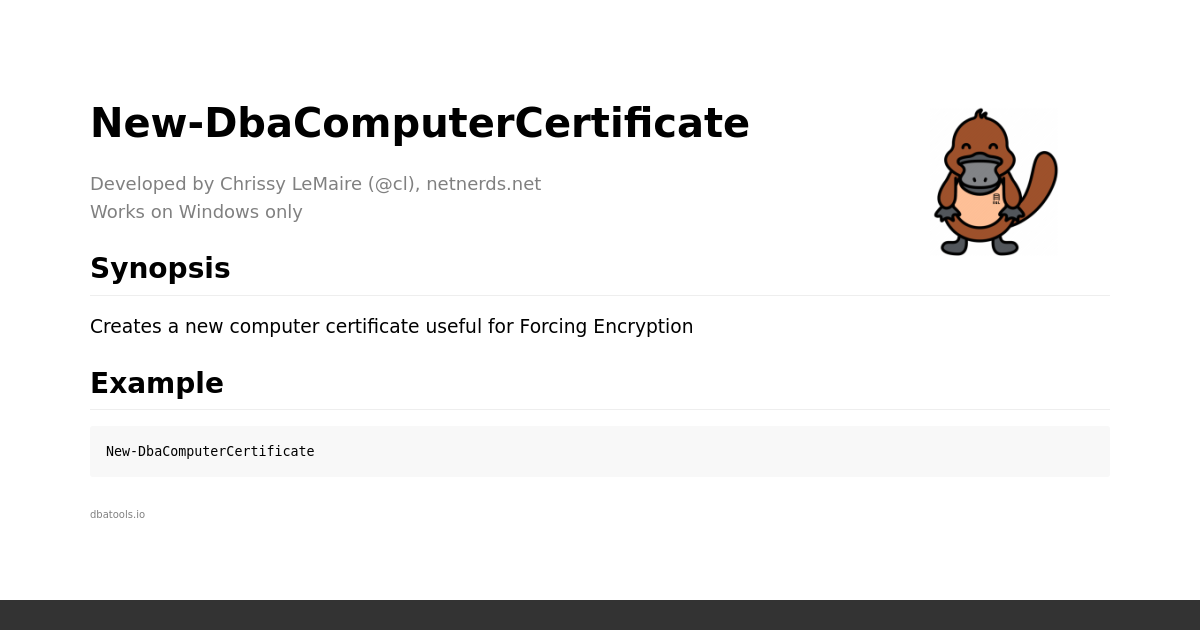 New-DbaComputerCertificate
Developed by Chrissy LeMaire (@cl), netnerds.net
Works on Windows only
Synopsis
Creates a new computer certificate useful for Forcing Encryption
Example
New-DbaComputerCertificate
dbatools.io